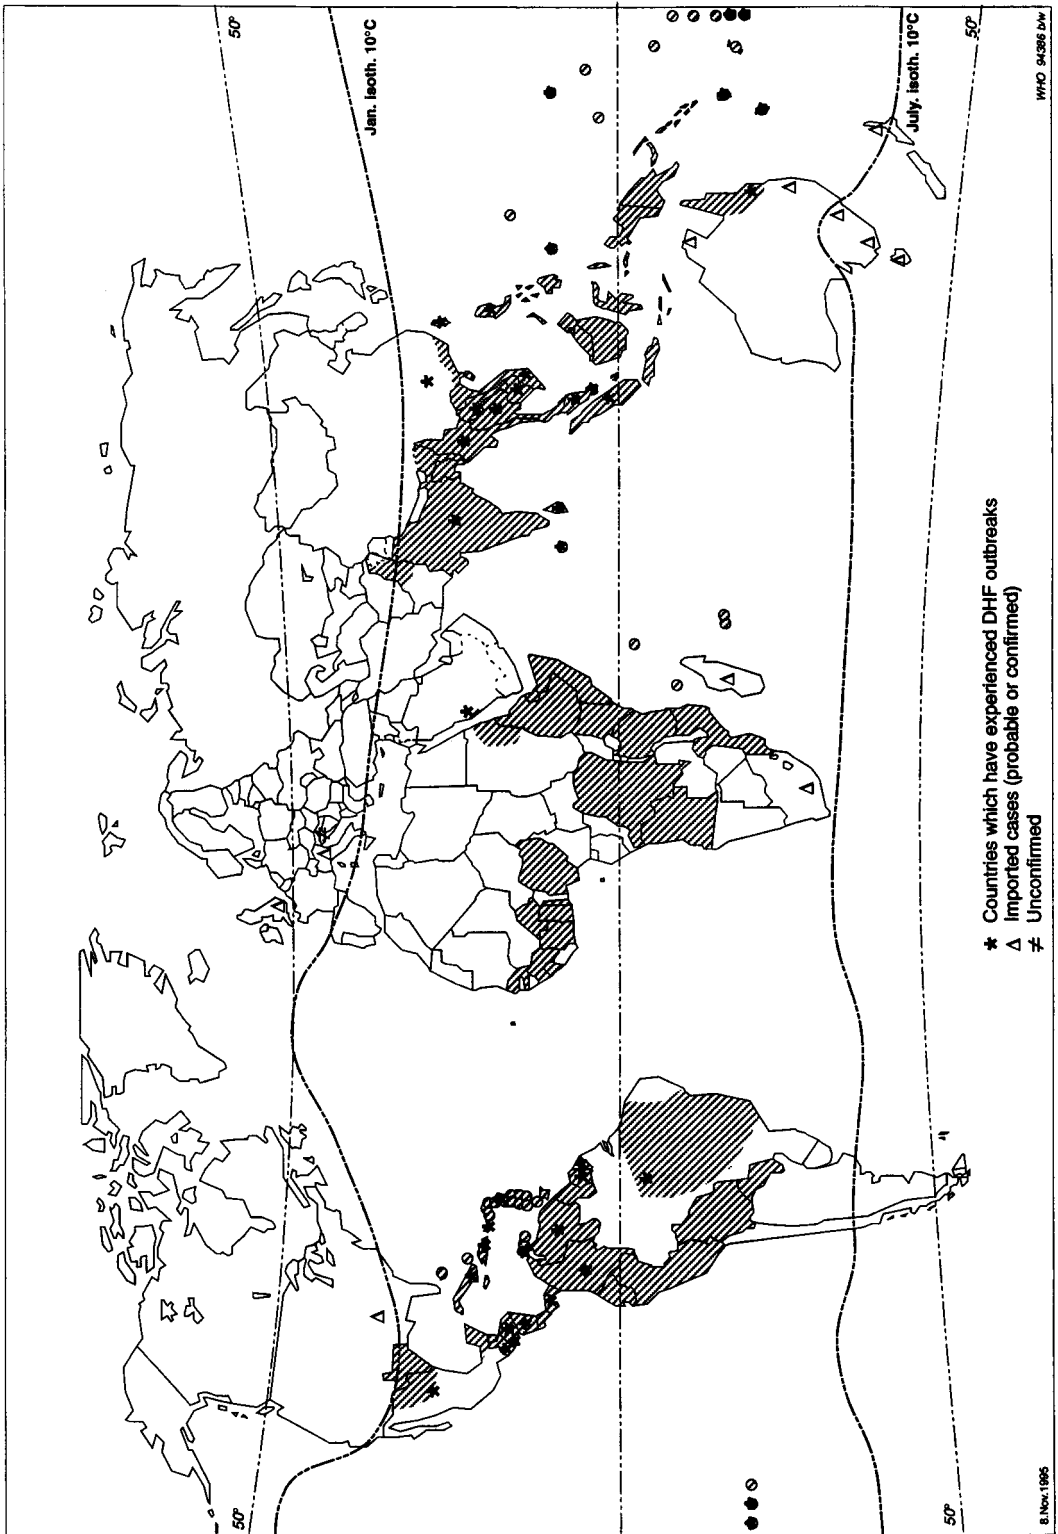 50°
50°
Jan. isoth. 10°C
July. isoth. 10°C
50°
50°
* Countries which have experienced DHF outbreaks
Δ Imported cases (probable or confirmed)
≠ Unconfirmed
8.Nov.1995
WHO 94386 b/w